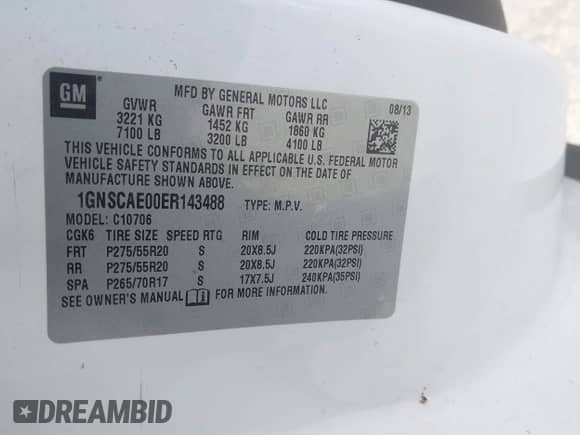 GM
MFD BY GENERAL MOTORS LLC
08/13
GVWR GAWR FRT GAWR RR
3221 KG 1452 KG 1860 KG
7100 LB 3200 LB 4100 LB
THIS VEHICLE CONFORMS TO ALL APPLICABLE U.S. FEDERAL MOTOR
VEHICLE SAFETY STANDARDS IN EFFECT ON THE DATE OF
MANUFACTURE SHOWN ABOVE.
1GNSCAE00ER143488 TYPE: M.P.V.
MODEL: C10706
CGK6 TIRE SIZE SPEED RTG RIM COLD TIRE PRESSURE
FRT P275/55R20 S 20X8.5J 220KPA(32PSI)
RR P275/55R20 S 20X8.5J 220KPA(32PSI)
SPA P265/70R17 S 17X7.5J 240KPA(35PSI)
SEE OWNER'S MANUAL FOR MORE INFORMATION.
DREAMBID